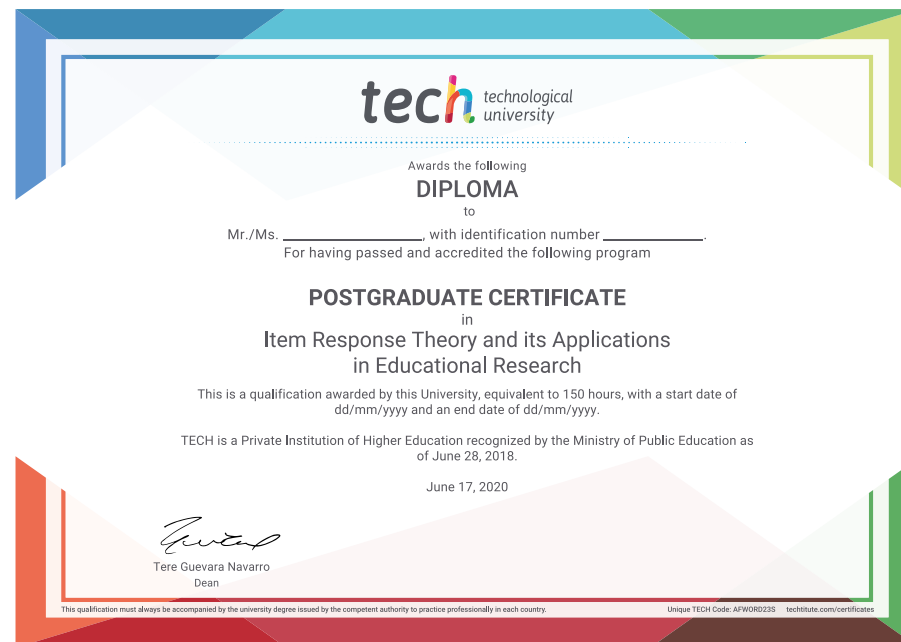 tech technological
university
Awards the following
DIPLOMA
to
Mr./Ms. ____________, with identification number ____________.
For having passed and accredited the following program
POSTGRADUATE CERTIFICATE
in
Item Response Theory and its Applications
in Educational Research
This is a qualification awarded by this University, equivalent to 150 hours, with a start date of
dd/mm/yyyy and an end date of dd/mm/yyyy.
TECH is a Private Institution of Higher Education recognized by the Ministry of Public Education as
of June 28, 2018.
June 17, 2020
Tere Guevara Navarro
Dean
This qualification must always be accompanied by the university degree issued by the competent authority to practice professionally in each country.
Unique TECH Code: AFWORD23S techtitute.com/certificates